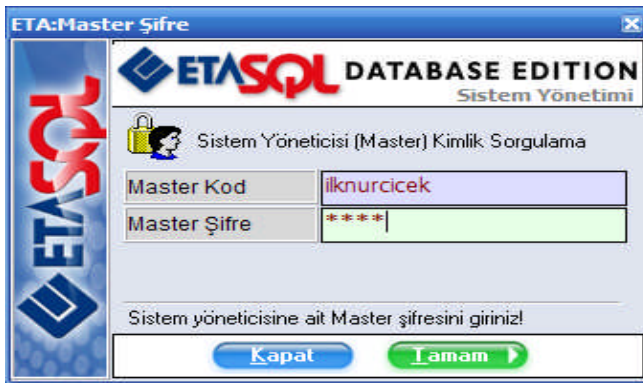 ETA:Master Şifre
ETASQL DATABASE EDITION
Sistem Yönetimi
ETASQL
Sistem Yöneticisi (Master) Kimlik Sorgulama
Master Kod ilknurcicek
Master Şifre ****
Sistem yöneticisine ait Master şifresini giriniz!
Kapat Tamam